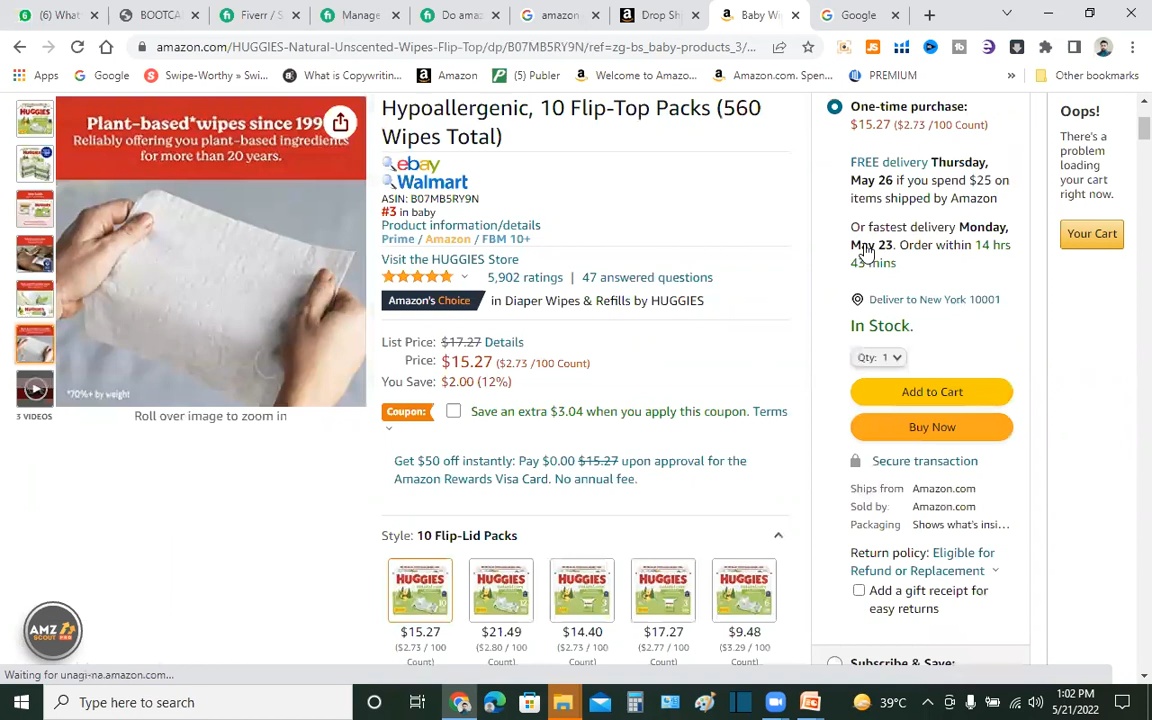 (1) What
BOOTCA
Fiverr / S
Manage
Do ama
amazon
Drop Sh
Baby Wi
Google
amazon.com/HUGGIES-Natural-Unscented-Wipes-Flip-Top/dp/B07MB5RY9N/ref=zg-bs_baby-products_3/...
Apps
Google
Swipe-Worthy » Swi...
What is Copywritin...
Amazon
(5) Publer
Welcome to Amazo...
Amazon.com. Spen...
PREMIUM
»
Other bookmarks
HUGGIES
Plant-based*wipes since 199
Reliably offering you plant-based ingredients
for more than 20 years.
*70%+ by weight
3 VIDEOS
Roll over image to zoom in
Hypoallergenic, 10 Flip-Top Packs (560
Wipes Total)
ebay
Walmart
ASIN: B07MB5RY9N
#3 in baby
Product information/details
Prime / Amazon / FBM 10+
Visit the HUGGIES Store
5,902 ratings | 47 answered questions
Amazon's Choice in Diaper Wipes & Refills by HUGGIES
List Price: $17.27 Details
Price: $15.27 ($2.73 /100 Count)
You Save: $2.00 (12%)
Coupon: Save an extra $3.04 when you apply this coupon. Terms
Get $50 off instantly: Pay $0.00 $15.27 upon approval for the
Amazon Rewards Visa Card. No annual fee.
Style: 10 Flip-Lid Packs
HUGGIES HUGGIES HUGGIES HUGGIES HUGGIES
$15.27 $21.49 $14.40 $17.27 $9.48
($2.73 / 100 ($2.80 / 100 ($2.73 / 100 ($2.77 / 100 ($3.29 / 100
Count) Count) Count) Count) Count)
One-time purchase:
$15.27 ($2.73 /100 Count)
FREE delivery Thursday,
May 26 if you spend $25 on
items shipped by Amazon
Or fastest delivery Monday,
May 23. Order within 14 hrs
43 mins
Deliver to New York 10001
In Stock.
Qty: 1
Add to Cart
Buy Now
Secure transaction
Ships from Amazon.com
Sold by: Amazon.com
Packaging Shows what's insi...
Return policy: Eligible for
Refund or Replacement
Add a gift receipt for
easy returns
Subscribe & Save:
Oops!
There's a
problem
loading
your cart
right now.
Your Cart
AMZ
SCOUT
PRO
Waiting for unagi-na.amazon.com...
Type here to search
39°C
1:02 PM
5/21/2022